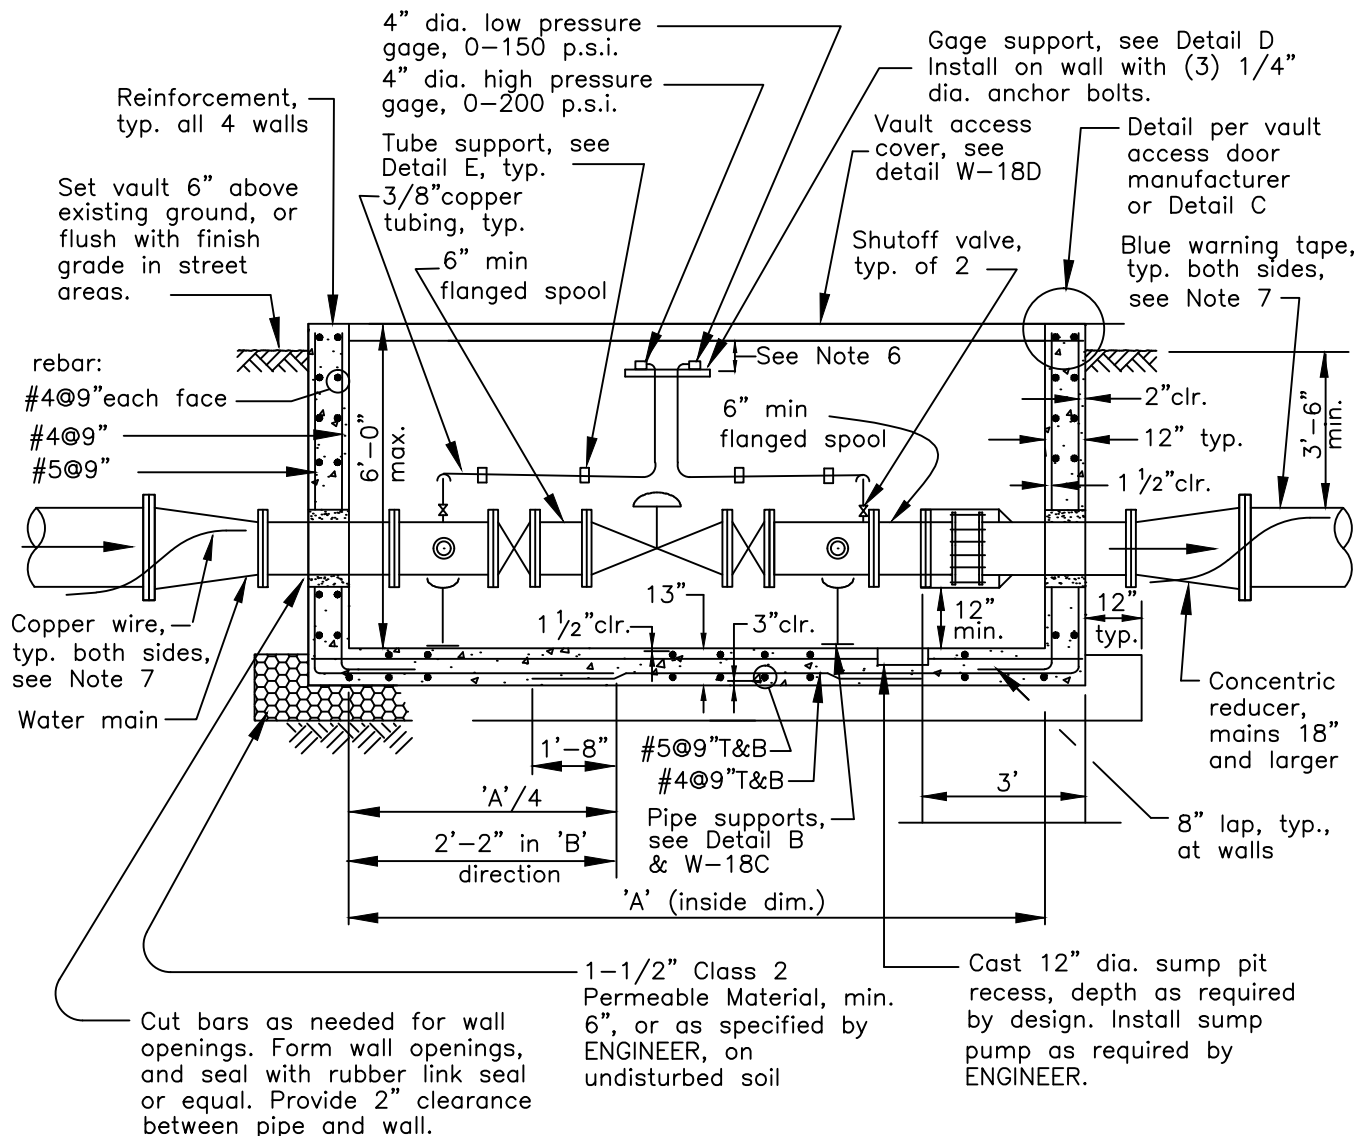 4” dia. low pressure
gage, 0–150 p.s.i.
4” dia. high pressure
gage, 0–200 p.s.i.
Gage support, see Detail D
Install on wall with (3) 1/4”
dia. anchor bolts.
Reinforcement,
typ. all 4 walls
Tube support, see
Detail E, typ.
3/8”copper
tubing, typ.
Vault access
cover, see
detail W–18D
Detail per vault
access door
manufacturer
or Detail C
Set vault 6” above
existing ground, or
flush with finish
grade in street
areas.
6” min
flanged spool
Shutoff valve,
typ. of 2
Blue warning tape,
typ. both sides,
see Note 7
See Note 6
rebar:
#4@9”each face
#4@9”
#5@9”
6’–0”
max.
6” min
flanged spool
2”clr.
12” typ.
1 1/2”clr.
3’–6”
min.
Copper wire,
typ. both sides,
see Note 7
Water main
1 1/2”clr.
13”
3”clr.
12”
min.
12”
typ.
Concentric
reducer,
mains 18”
and larger
1’–8”
#5@9”T&B
#4@9”T&B
'A'/4
3’
Pipe supports,
see Detail B
& W–18C
8” lap, typ.,
at walls
2’–2” in 'B'
direction
'A' (inside dim.)
1–1/2” Class 2
Permeable Material, min.
6”, or as specified by
ENGINEER, on
undisturbed soil
Cast 12” dia. sump pit
recess, depth as required
by design. Install sump
pump as required by
ENGINEER.
Cut bars as needed for wall
openings. Form wall openings,
and seal with rubber link seal
or equal. Provide 2” clearance
between pipe and wall.